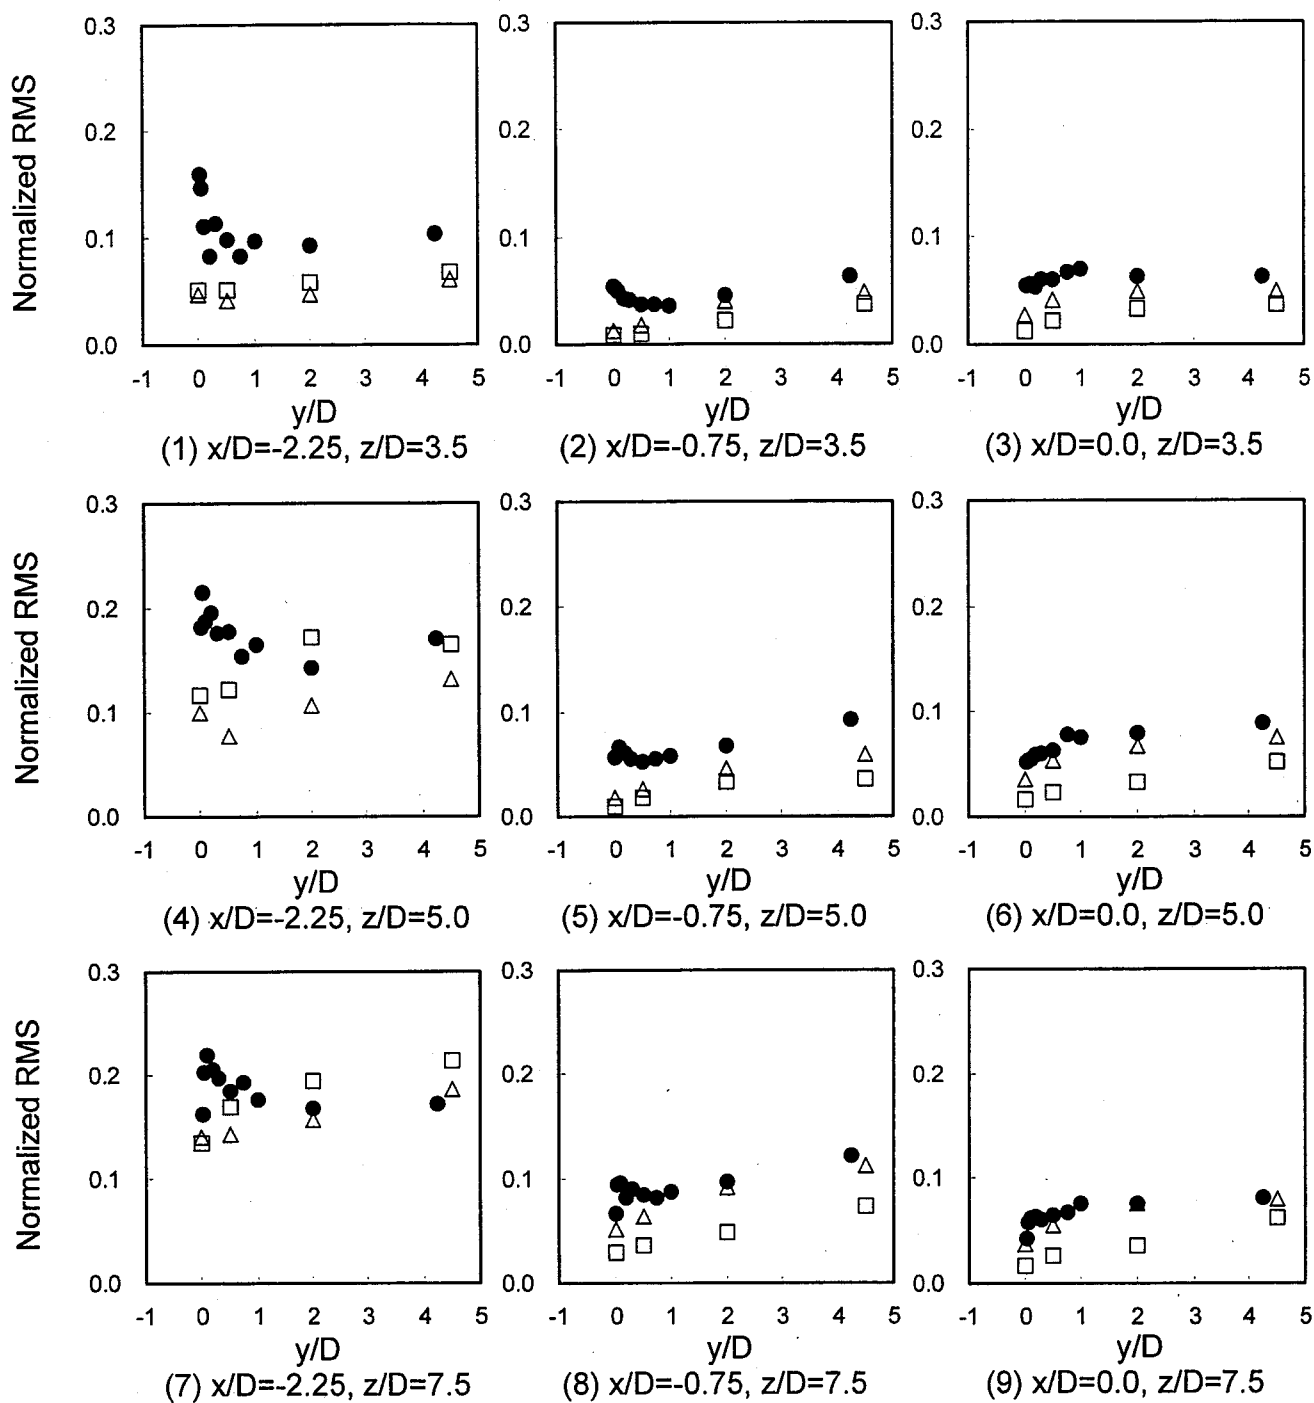 Normalized RMS
0.3 0.3 0.3
0.2 0.2 0.2
0.1 0.1 0.1
0.0 0.0 0.0
-1 0 1 2 3 4 5 -1 0 1 2 3 4 5 -1 0 1 2 3 4 5
y/D y/D y/D
(1) x/D=-2.25, z/D=3.5 (2) x/D=-0.75, z/D=3.5 (3) x/D=0.0, z/D=3.5
Normalized RMS
0.3 0.3 0.3
0.2 0.2 0.2
0.1 0.1 0.1
0.0 0.0 0.0
-1 0 1 2 3 4 5 -1 0 1 2 3 4 5 -1 0 1 2 3 4 5
y/D y/D y/D
(4) x/D=-2.25, z/D=5.0 (5) x/D=-0.75, z/D=5.0 (6) x/D=0.0, z/D=5.0
Normalized RMS
0.3 0.3 0.3
0.2 0.2 0.2
0.1 0.1 0.1
0.0 0.0 0.0
-1 0 1 2 3 4 5 -1 0 1 2 3 4 5 -1 0 1 2 3 4 5
y/D y/D y/D
(7) x/D=-2.25, z/D=7.5 (8) x/D=-0.75, z/D=7.5 (9) x/D=0.0, z/D=7.5